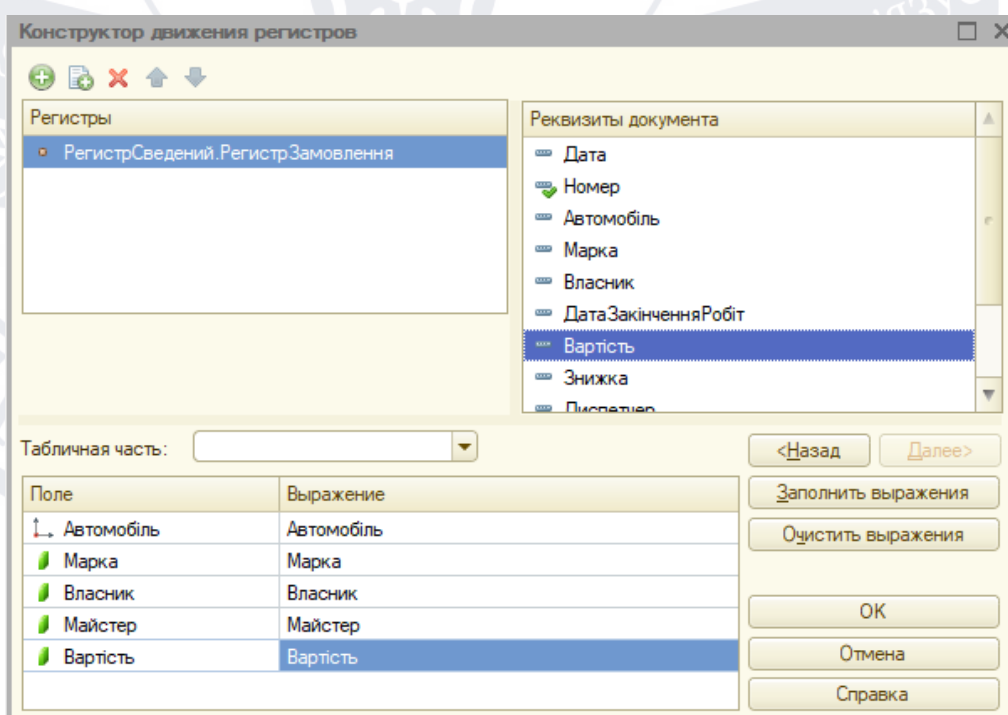 Конструктор движения регистров
Регистры
РегистрСведений.РегистрЗамовлення
Реквизиты документа
Дата
Номер
Автомобіль
Марка
Власник
ДатаЗакінченняРобіт
Вартість
Знижка
Диспетчер
Табличная часть:
<Назад
Далее>
Поле
Выражение
Заполнить выражения
Автомобіль
Автомобіль
Очистить выражения
Марка
Марка
Власник
Власник
Майстер
Майстер
OK
Вартість
Вартість
Отмена
Справка